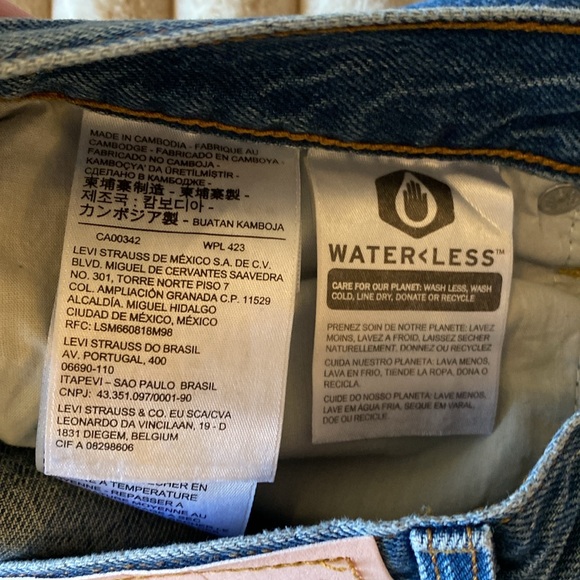 MADE IN CAMBODIA - FABRIQUE AU
CAMBODGE - FABRICADO EN CAMBOYA -
FABRICADO NO CAMBOJA -
KAMBOÇYA' DA ÜRETİLMİŞTİR -
СДЕЛАНО В КАМБОДЖЕ -
柬埔寨制造 - 柬埔寨製 -
제조국 : 캄보디아 -
カンボジア製 - BUATAN KAMBOJA
CA00342 WPL 423
LEVI STRAUSS DE MÉXICO S.A. DE C.V.
BLVD. MIGUEL DE CERVANTES SAAVEDRA
NO. 301, TORRE NORTE PISO 7
COL. AMPLIACIÓN GRANADA C.P. 11529
ALCALDÍA. MIGUEL HIDALGO
CIUDAD DE MÉXICO, MÉXICO
RFC: LSM660818M98
LEVI STRAUSS DO BRASIL
AV. PORTUGAL, 400
06690-110
ITAPEVI – SAO PAULO BRASIL
CNPJ: 43.351.097/0001-90
LEVI STRAUSS & CO. EU SCA/CVA
LEONARDO DA VINCILAAN, 19 - D
1831 DIEGEM, BELGIUM
CIF A 08298606
WATER<LESS™
CARE FOR OUR PLANET: WASH LESS, WASH
COLD, LINE DRY, DONATE OR RECYCLE
PRENEZ SOIN DE NOTRE PLANETE: LAVEZ
MOINS, LAVEZ A FROID, LAISSEZ SECHER
NATURELLEMENT, DONNEZ OU RECYCLEZ
CUIDA NUESTRO PLANETA: LAVA MENOS,
LAVA EN FRIO, TIENDE LA ROPA, DONA O
RECICLA.
CUIDE DO NOSSO PLANETA: LAVE MENOS,
LAVE EM ÁGUA FRIA, SEQUE EM VARAL,
DOE OU RECICLE.
EN
TEMPERATURE
REPASSER A